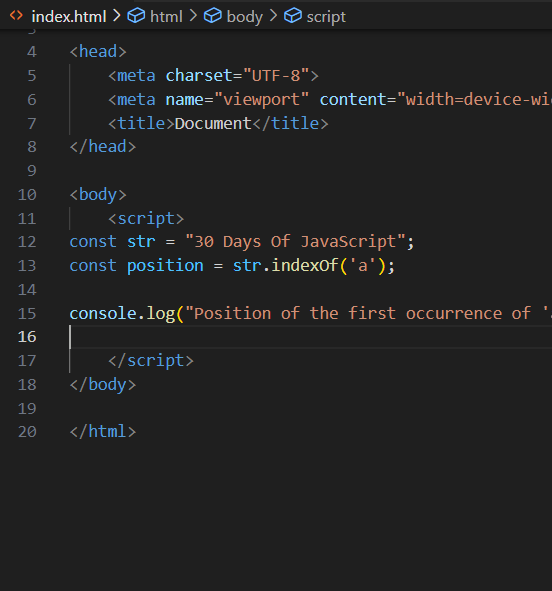 index.html > html > body > script
3
4 <head>
5 <meta charset="UTF-8">
6 <meta name="viewport" content="width=device-wi
7 <title>Document</title>
8 </head>
9
10 <body>
11 <script>
12 const str = "30 Days Of JavaScript";
13 const position = str.indexOf('a');
14
15 console.log("Position of the first occurrence of '
16
17 </script>
18 </body>
19
20 </html>